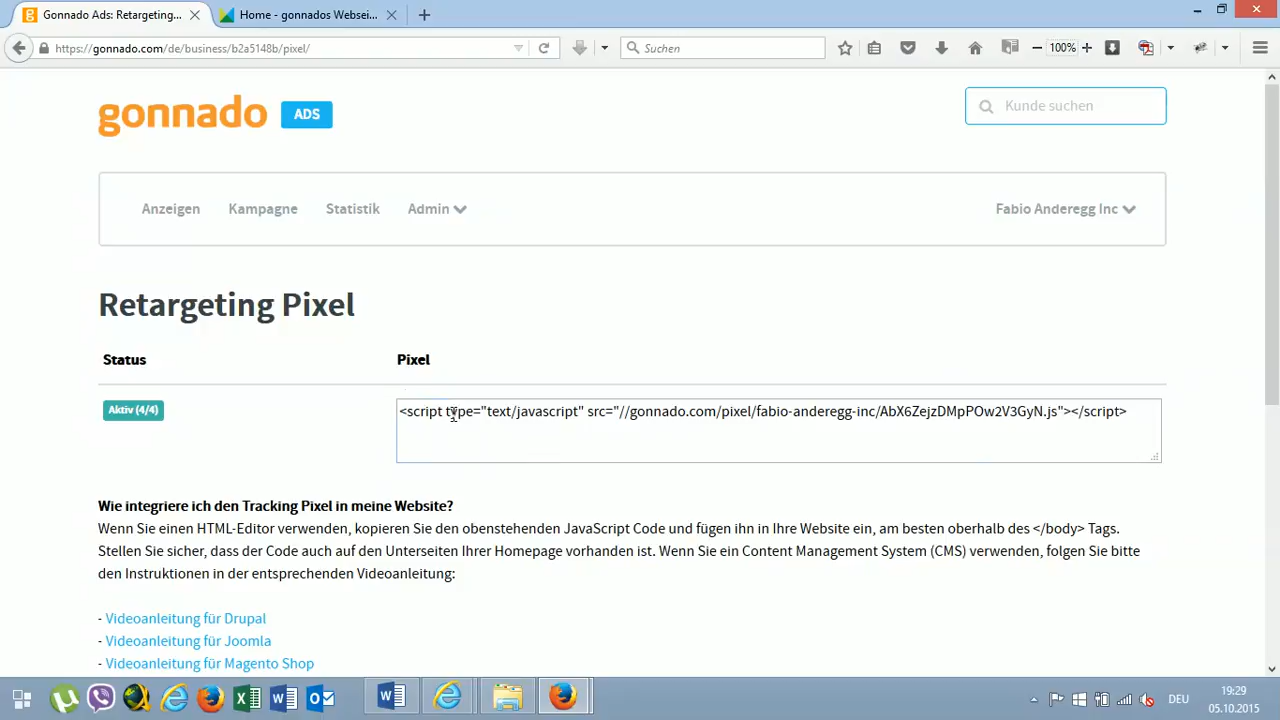 Gonnado Ads: Retargeting...
Home - gonnados Websei...
https://gonnado.com/de/business/b2a5148b/pixel/
Suchen
100%
gonnado ADS
Kunde suchen
Anzeigen Kampagne Statistik Admin Fabio Anderegg Inc
Retargeting Pixel
Status Pixel
Aktiv (4/4)
<script type="text/javascript" src="//gonnado.com/pixel/fabio-anderegg-inc/AbX6ZejzDMpPOw2V3GyN.js"></script>
Wie integriere ich den Tracking Pixel in meine Website?
Wenn Sie einen HTML-Editor verwenden, kopieren Sie den obenstehenden JavaScript Code und fügen ihn in Ihre Website ein, am besten oberhalb des </body> Tags.
Stellen Sie sicher, dass der Code auch auf den Unterseiten Ihrer Homepage vorhanden ist. Wenn Sie ein Content Management System (CMS) verwenden, folgen Sie bitte
den Instruktionen in der entsprechenden Videoanleitung:
- Videoanleitung für Drupal
- Videoanleitung für Joomla
- Videoanleitung für Magento Shop
DEU
19:29
05.10.2015